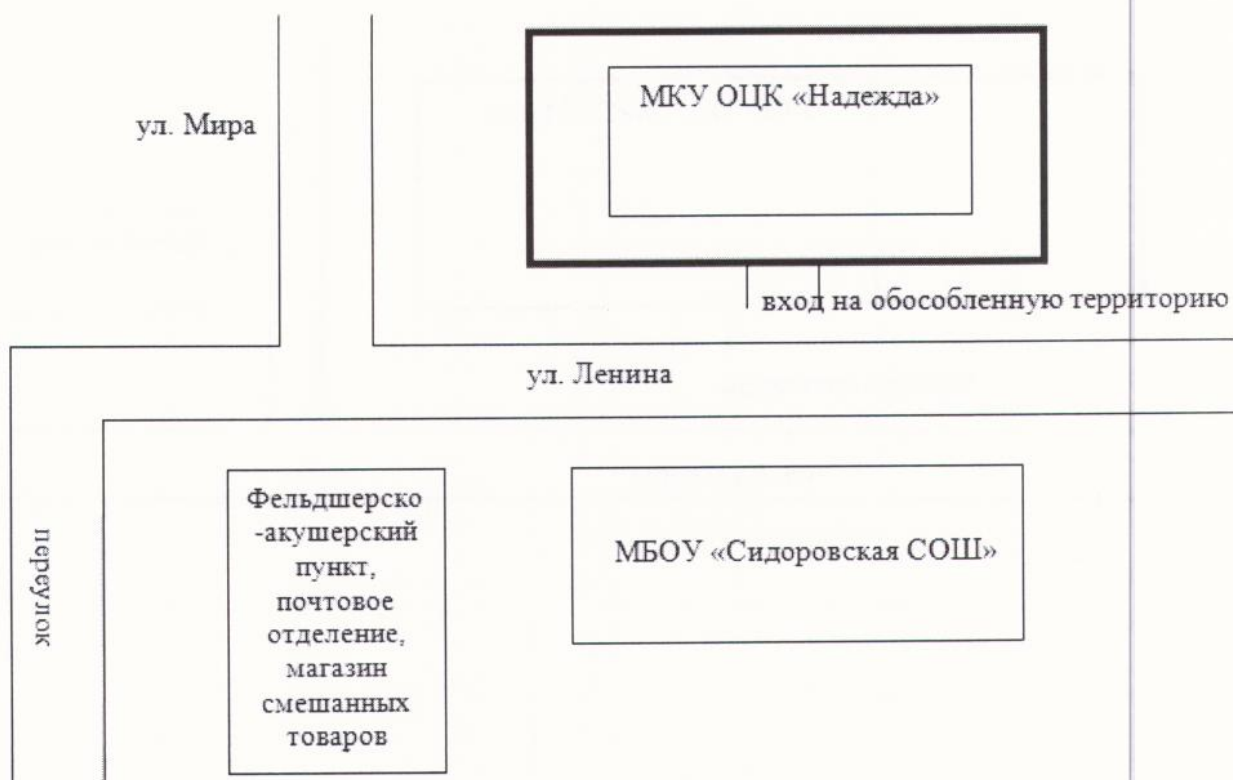 МКУ ОЦК «Надежда»
ул. Мира
вход на обособленную территорию
ул. Ленина
Фельдшерско
-акушерский
пункт,
почтовое
отделение,
магазин
смешанных
товаров
МБОУ «Сидоровская СОШ»
переулок